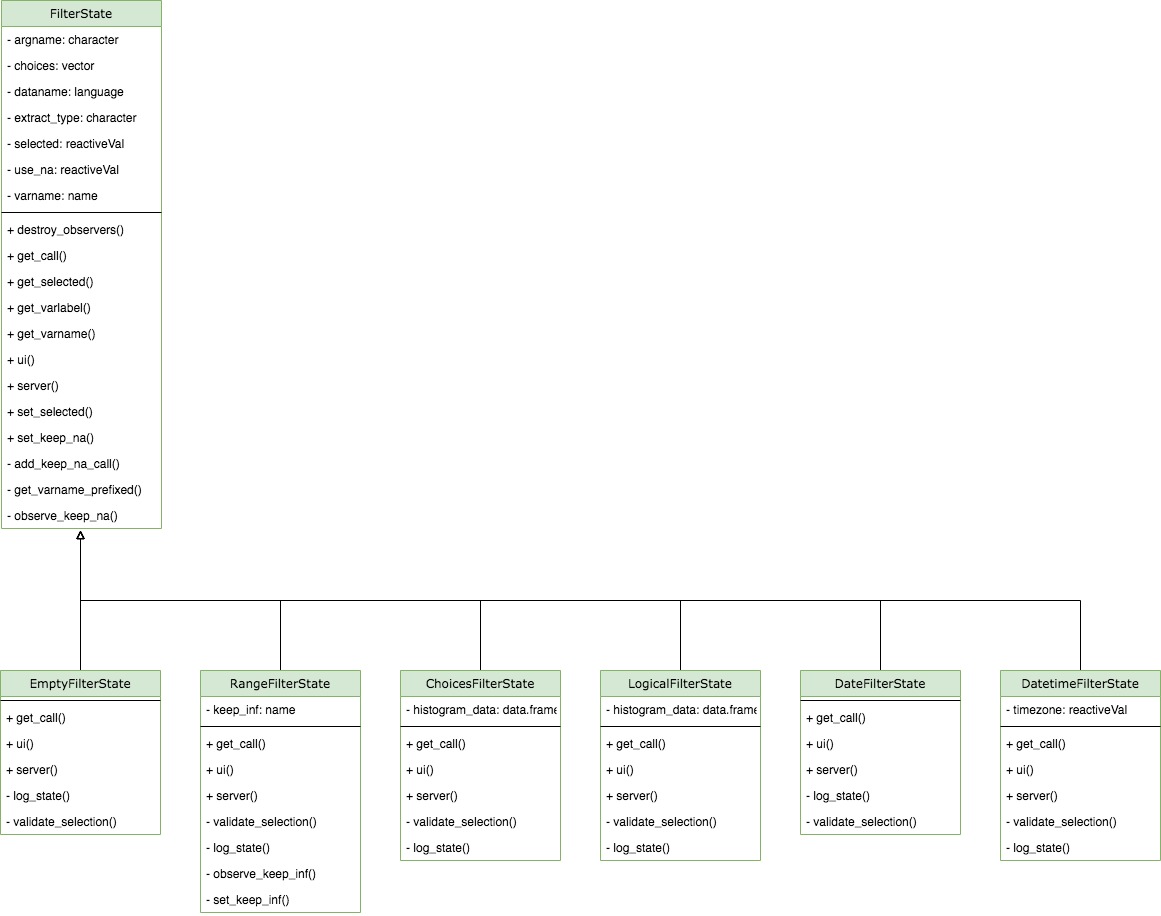 FilterState
- argname: character
- choices: vector
- dataname: language
- extract_type: character
- selected: reactiveVal
- use_na: reactiveVal
- varname: name
+ destroy_observers()
+ get_call()
+ get_selected()
+ get_varlabel()
+ get_varname()
+ ui()
+ server()
+ set_selected()
+ set_keep_na()
- add_keep_na_call()
- get_varname_prefixed()
- observe_keep_na()
EmptyFilterState
+ get_call()
+ ui()
+ server()
- log_state()
- validate_selection()
RangeFilterState
- keep_inf: name
+ get_call()
+ ui()
+ server()
- validate_selection()
- log_state()
- observe_keep_inf()
- set_keep_inf()
ChoicesFilterState
- histogram_data: data.frame
+ get_call()
+ ui()
+ server()
- validate_selection()
- log_state()
LogicalFilterState
- histogram_data: data.frame
+ get_call()
+ ui()
+ server()
- validate_selection()
- log_state()
DateFilterState
+ get_call()
+ ui()
+ server()
- log_state()
- validate_selection()
DatetimeFilterState
- timezone: reactiveVal
+ get_call()
+ ui()
+ server()
- validate_selection()
- log_state()